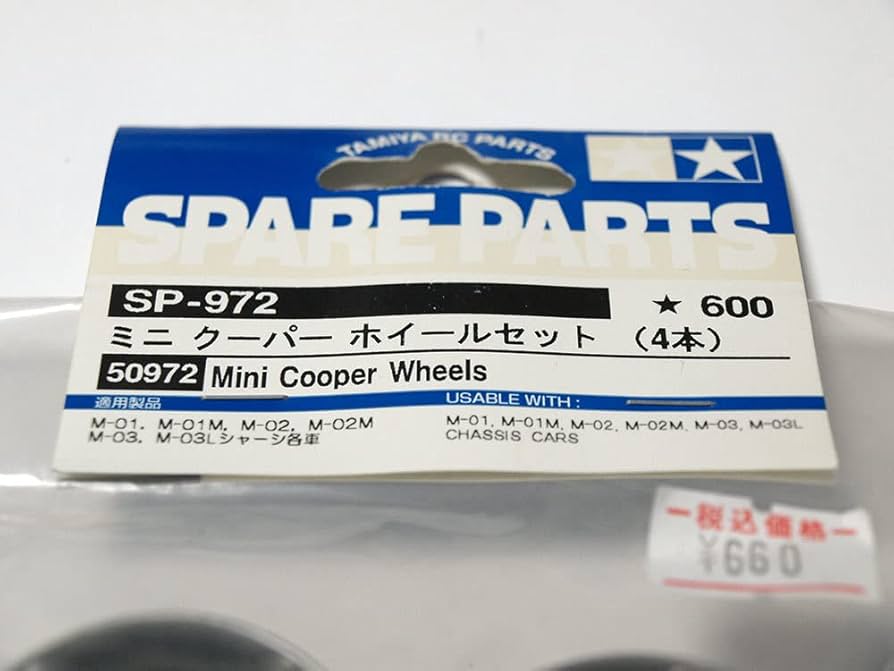 TAMIYA RC PARTS
SPARE PARTS
SP-972 ★ 600
ミニ クーパー ホイールセット (4本)
50972 Mini Cooper Wheels
適用製品
M-01, M-01M, M-02, M-02M
M-03, M-03Lシャーシ各車
USABLE WITH :
M-01, M-01M, M-02, M-02M, M-03, M-03L
CHASSIS CARS
税込価格
¥660